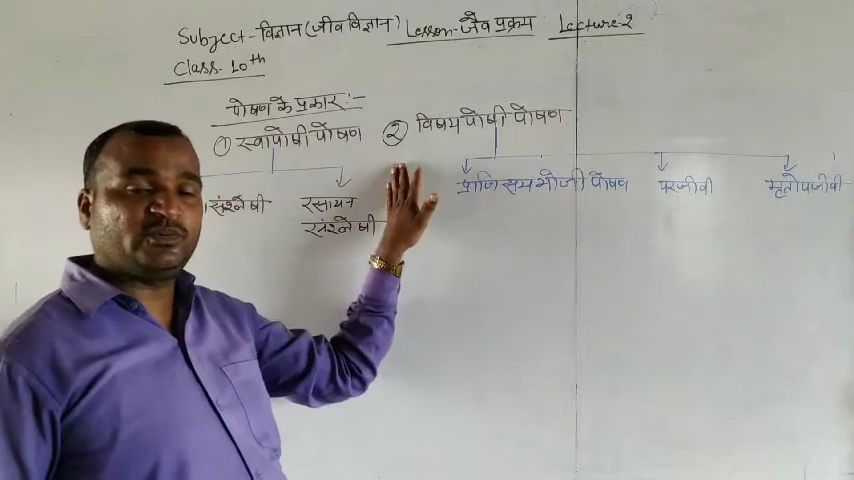 Subject-विज्ञान(जीव विज्ञान) Lesson-जैव प्रक्रम Lecture-2
Class-10th
पोषण के प्रकार :-
① स्वपोषी पोषण ② विषमपोषी पोषण
संश्लेषी रसायन संश्लेषी प्राणि समभोजी पोषण परजीवी मृतोपजीवी